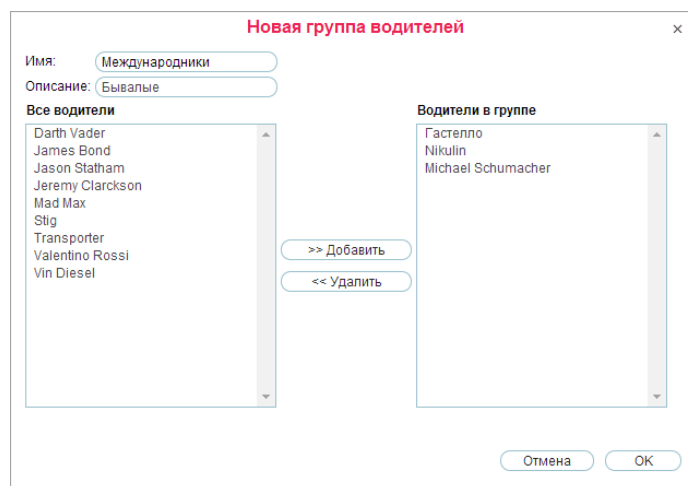 Новая группа водителей
×
Имя: Международники
Описание: Бывалые
Все водители
Darth Vader
James Bond
Jason Statham
Jeremy Clarckson
Mad Max
Stig
Transporter
Valentino Rossi
Vin Diesel
>> Добавить
<< Удалить
Водители в группе
Гастелло
Nikulin
Michael Schumacher
Отмена
OK